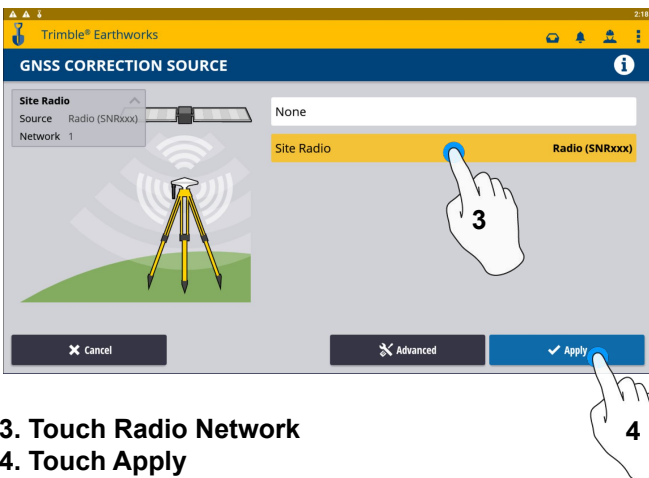 2:18
Trimble® Earthworks
GNSS CORRECTION SOURCE
Site Radio
Source Radio (SNRxxx)
Network 1
None
Site Radio Radio (SNRxxx)
3
Cancel
Advanced
Apply
4
3. Touch Radio Network
4. Touch Apply